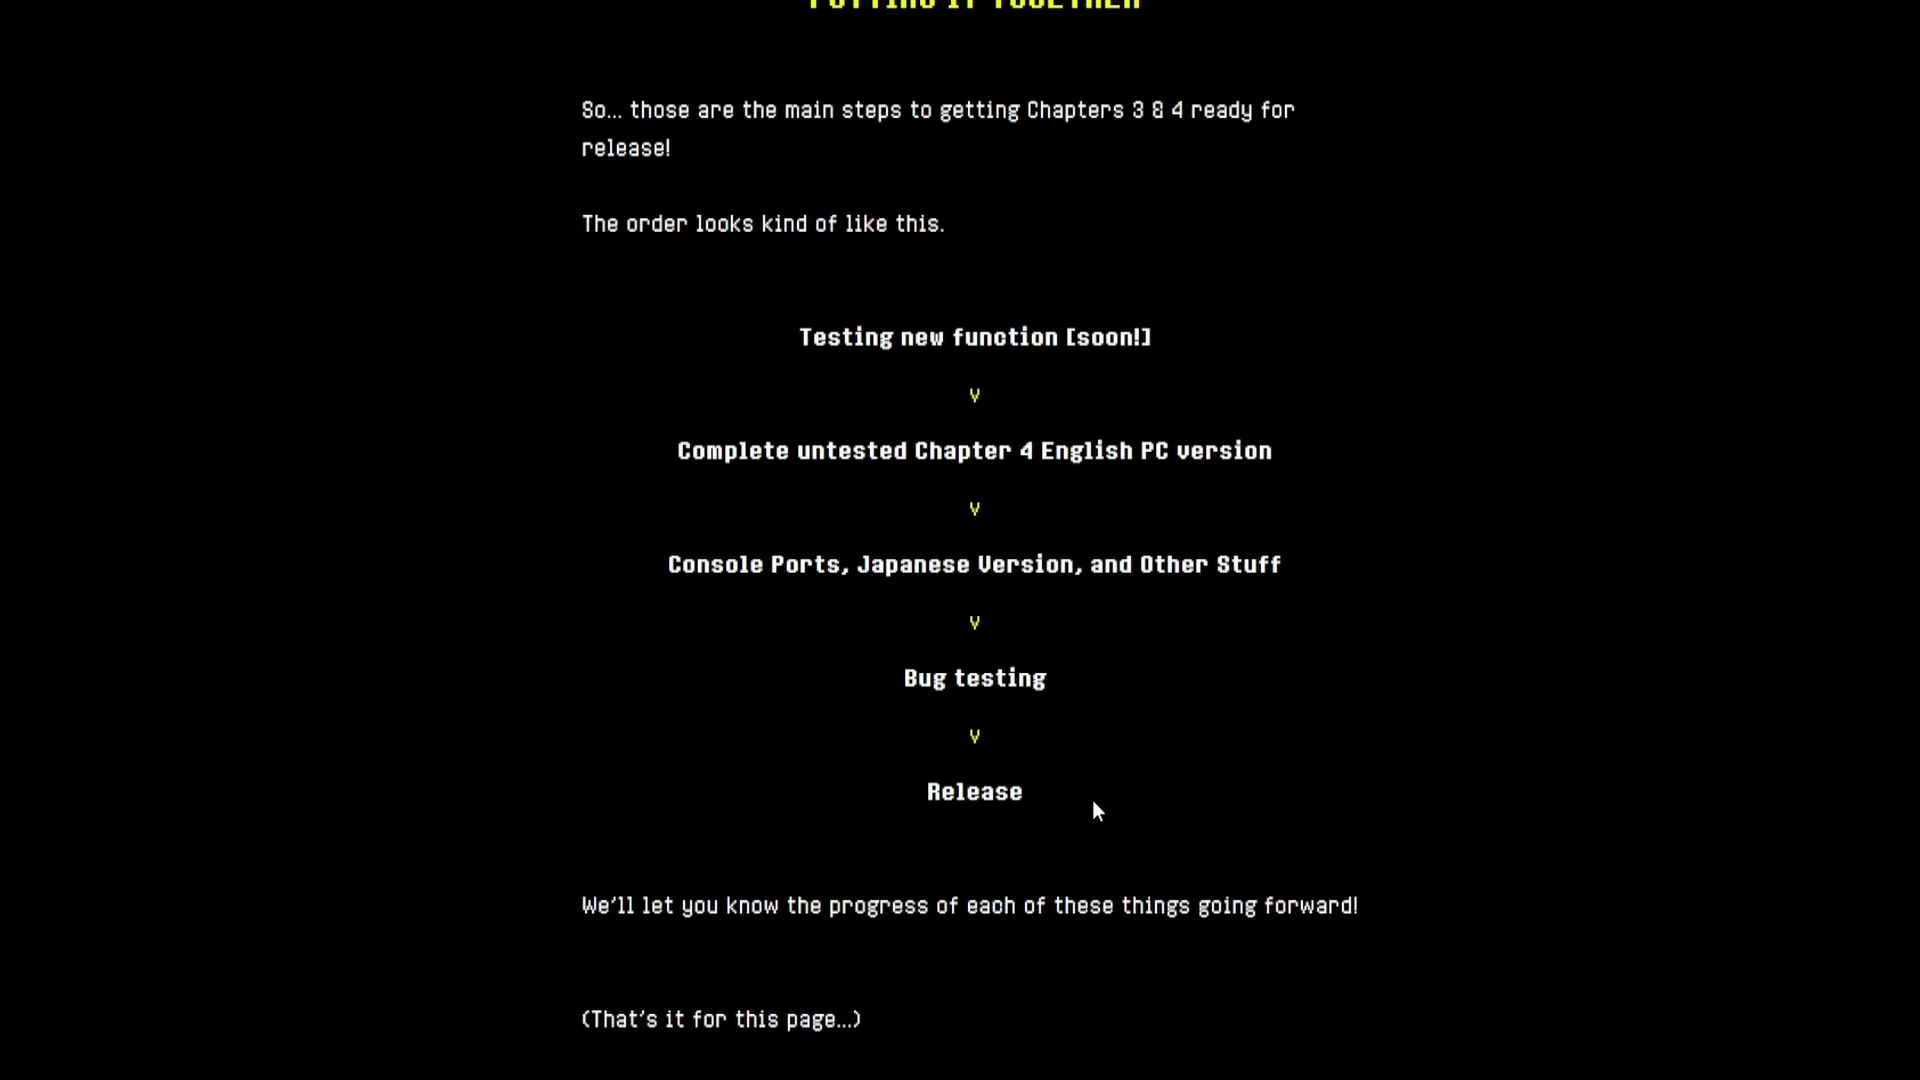 PUTTING IT TOGETHER
So... those are the main steps to getting Chapters 3 & 4 ready for
release!
The order looks kind of like this.
Testing new function [soon!]
v
Complete untested Chapter 4 English PC version
v
Console Ports, Japanese Version, and Other Stuff
v
Bug testing
v
Release
We'll let you know the progress of each of these things going forward!
(That's it for this page...)